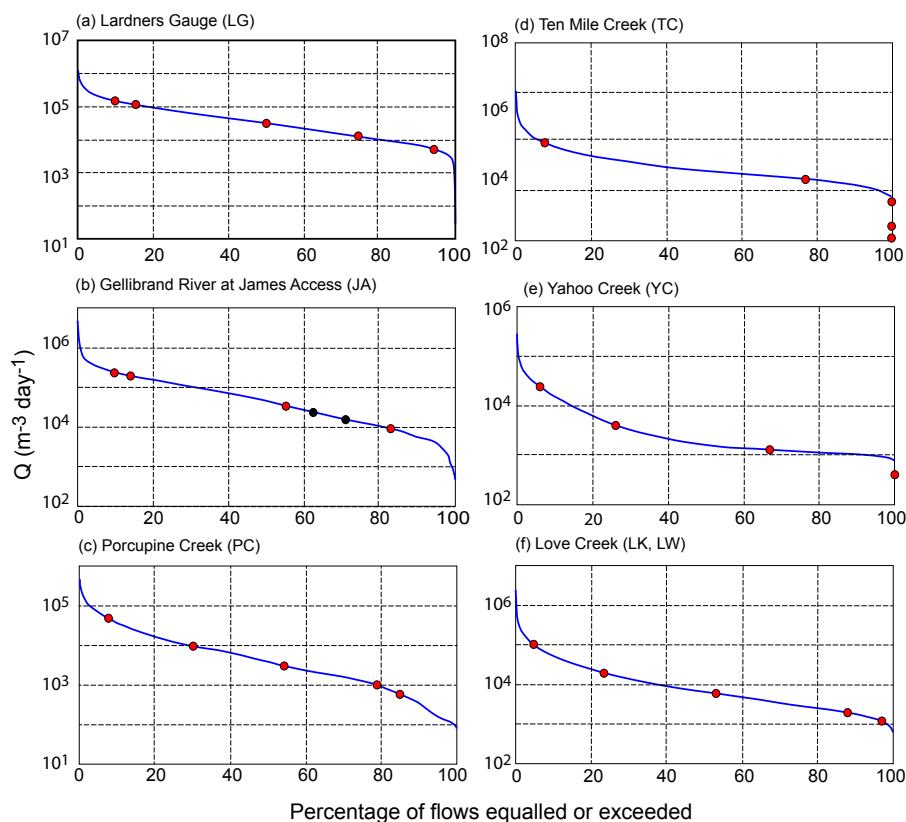 (a) Lardners Gauge (LG)
10^7
10^5
10^3
10^1
0 20 40 60 80 100
(b) Gellibrand River at James Access (JA)
10^6
10^4
10^2
0 20 40 60 80 100
(c) Porcupine Creek (PC)
10^5
10^3
10^1
0 20 40 60 80 100
(d) Ten Mile Creek (TC)
10^8
10^6
10^4
10^2
0 20 40 60 80 100
(e) Yahoo Creek (YC)
10^6
10^4
10^2
0 20 40 60 80 100
(f) Love Creek (LK, LW)
10^6
10^4
10^2
0 20 40 60 80 100
Q (m^-3 day^-1)
Percentage of flows equalled or exceeded